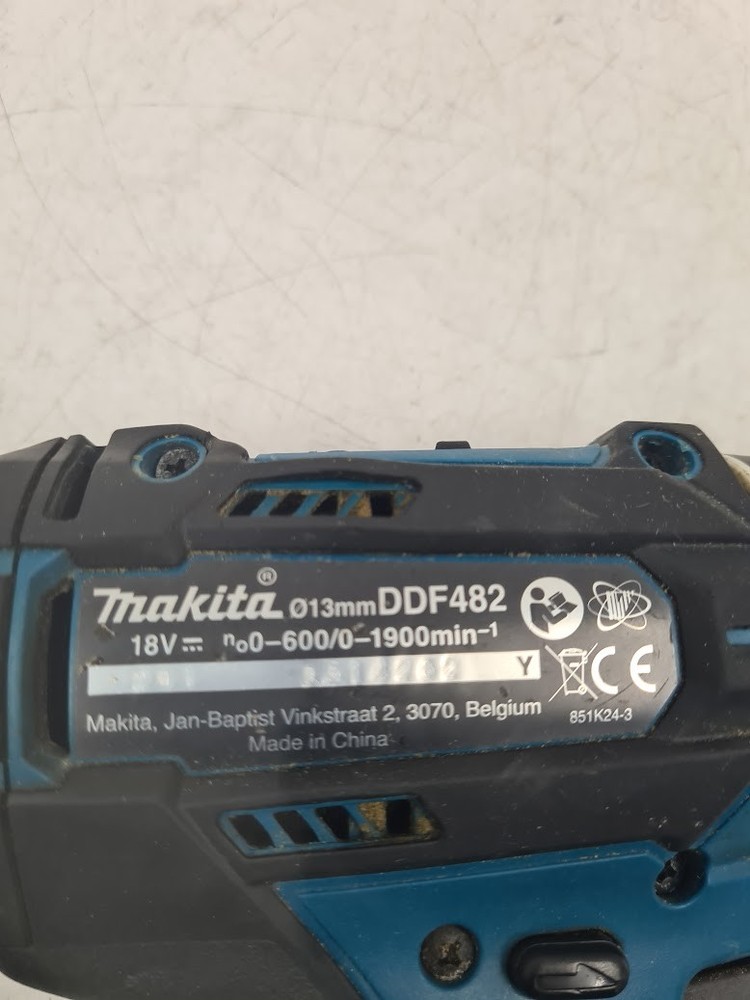 makita® Ø13mm DDF482
18V⎓ n₀0–600/0–1900min⁻¹
Y
Makita, Jan-Baptist Vinkstraat 2, 3070, Belgium
851K24-3
Made in China
CE